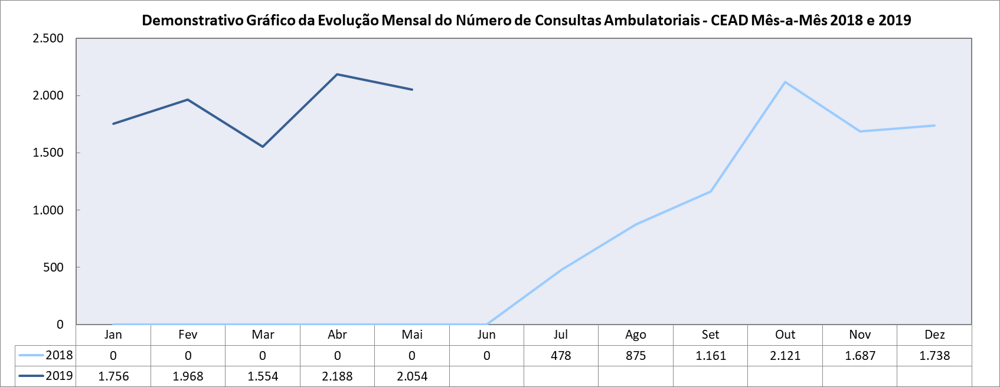 Demonstrativo Gráfico da Evolução Mensal do Número de Consultas Ambulatoriais - CEAD Mês-a-Mês 2018 e 2019
2.500
2.000
1.500
1.000
500
0
Jan Fev Mar Abr Mai Jun Jul Ago Set Out Nov Dez
2018 0 0 0 0 0 0 478 875 1.161 2.121 1.687 1.738
2019 1.756 1.968 1.554 2.188 2.054